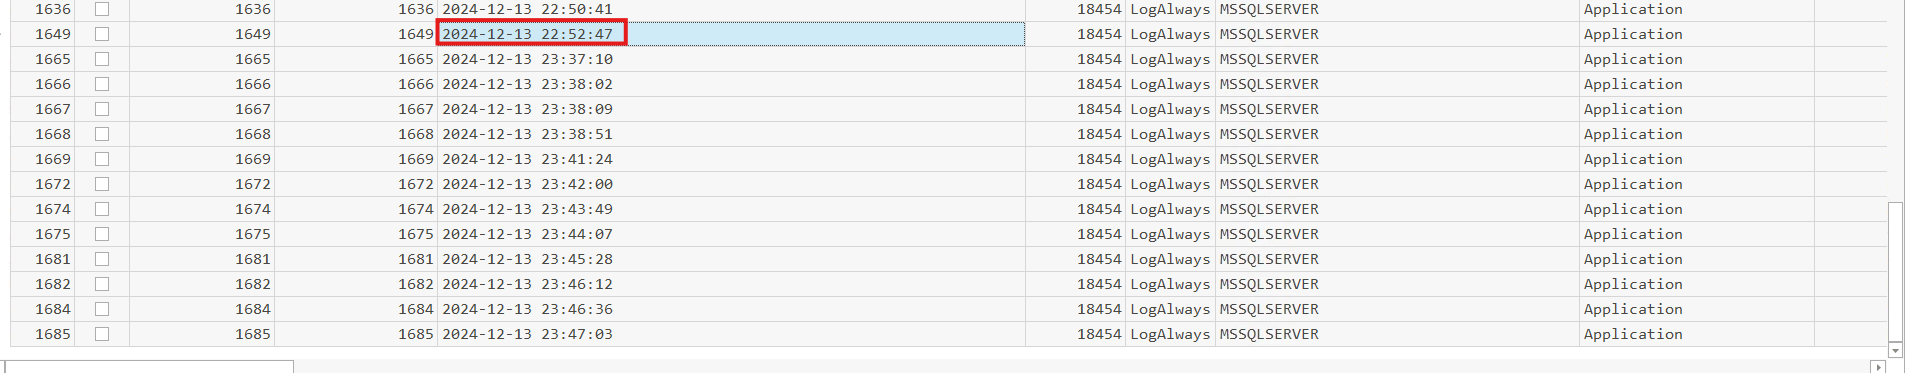 1636 1636 1636 2024-12-13 22:50:41 18454 LogAlways MSSQLSERVER Application
1649 1649 1649 2024-12-13 22:52:47 18454 LogAlways MSSQLSERVER Application
1665 1665 1665 2024-12-13 23:37:10 18454 LogAlways MSSQLSERVER Application
1666 1666 1666 2024-12-13 23:38:02 18454 LogAlways MSSQLSERVER Application
1667 1667 1667 2024-12-13 23:38:09 18454 LogAlways MSSQLSERVER Application
1668 1668 1668 2024-12-13 23:38:51 18454 LogAlways MSSQLSERVER Application
1669 1669 1669 2024-12-13 23:41:24 18454 LogAlways MSSQLSERVER Application
1672 1672 1672 2024-12-13 23:42:00 18454 LogAlways MSSQLSERVER Application
1674 1674 1674 2024-12-13 23:43:49 18454 LogAlways MSSQLSERVER Application
1675 1675 1675 2024-12-13 23:44:07 18454 LogAlways MSSQLSERVER Application
1681 1681 1681 2024-12-13 23:45:28 18454 LogAlways MSSQLSERVER Application
1682 1682 1682 2024-12-13 23:46:12 18454 LogAlways MSSQLSERVER Application
1684 1684 1684 2024-12-13 23:46:36 18454 LogAlways MSSQLSERVER Application
1685 1685 1685 2024-12-13 23:47:03 18454 LogAlways MSSQLSERVER Application